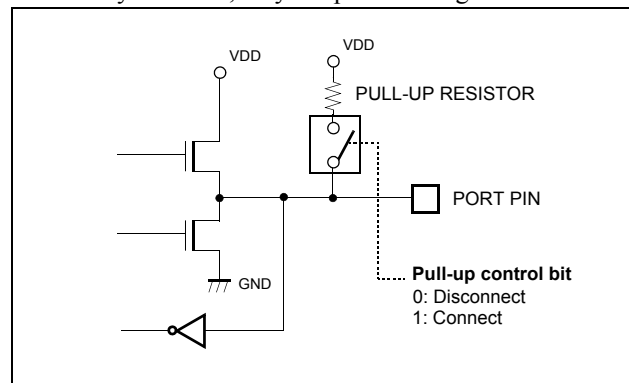 VDD
VDD
PULL-UP RESISTOR
PORT PIN
GND
Pull-up control bit
0: Disconnect
1: Connect